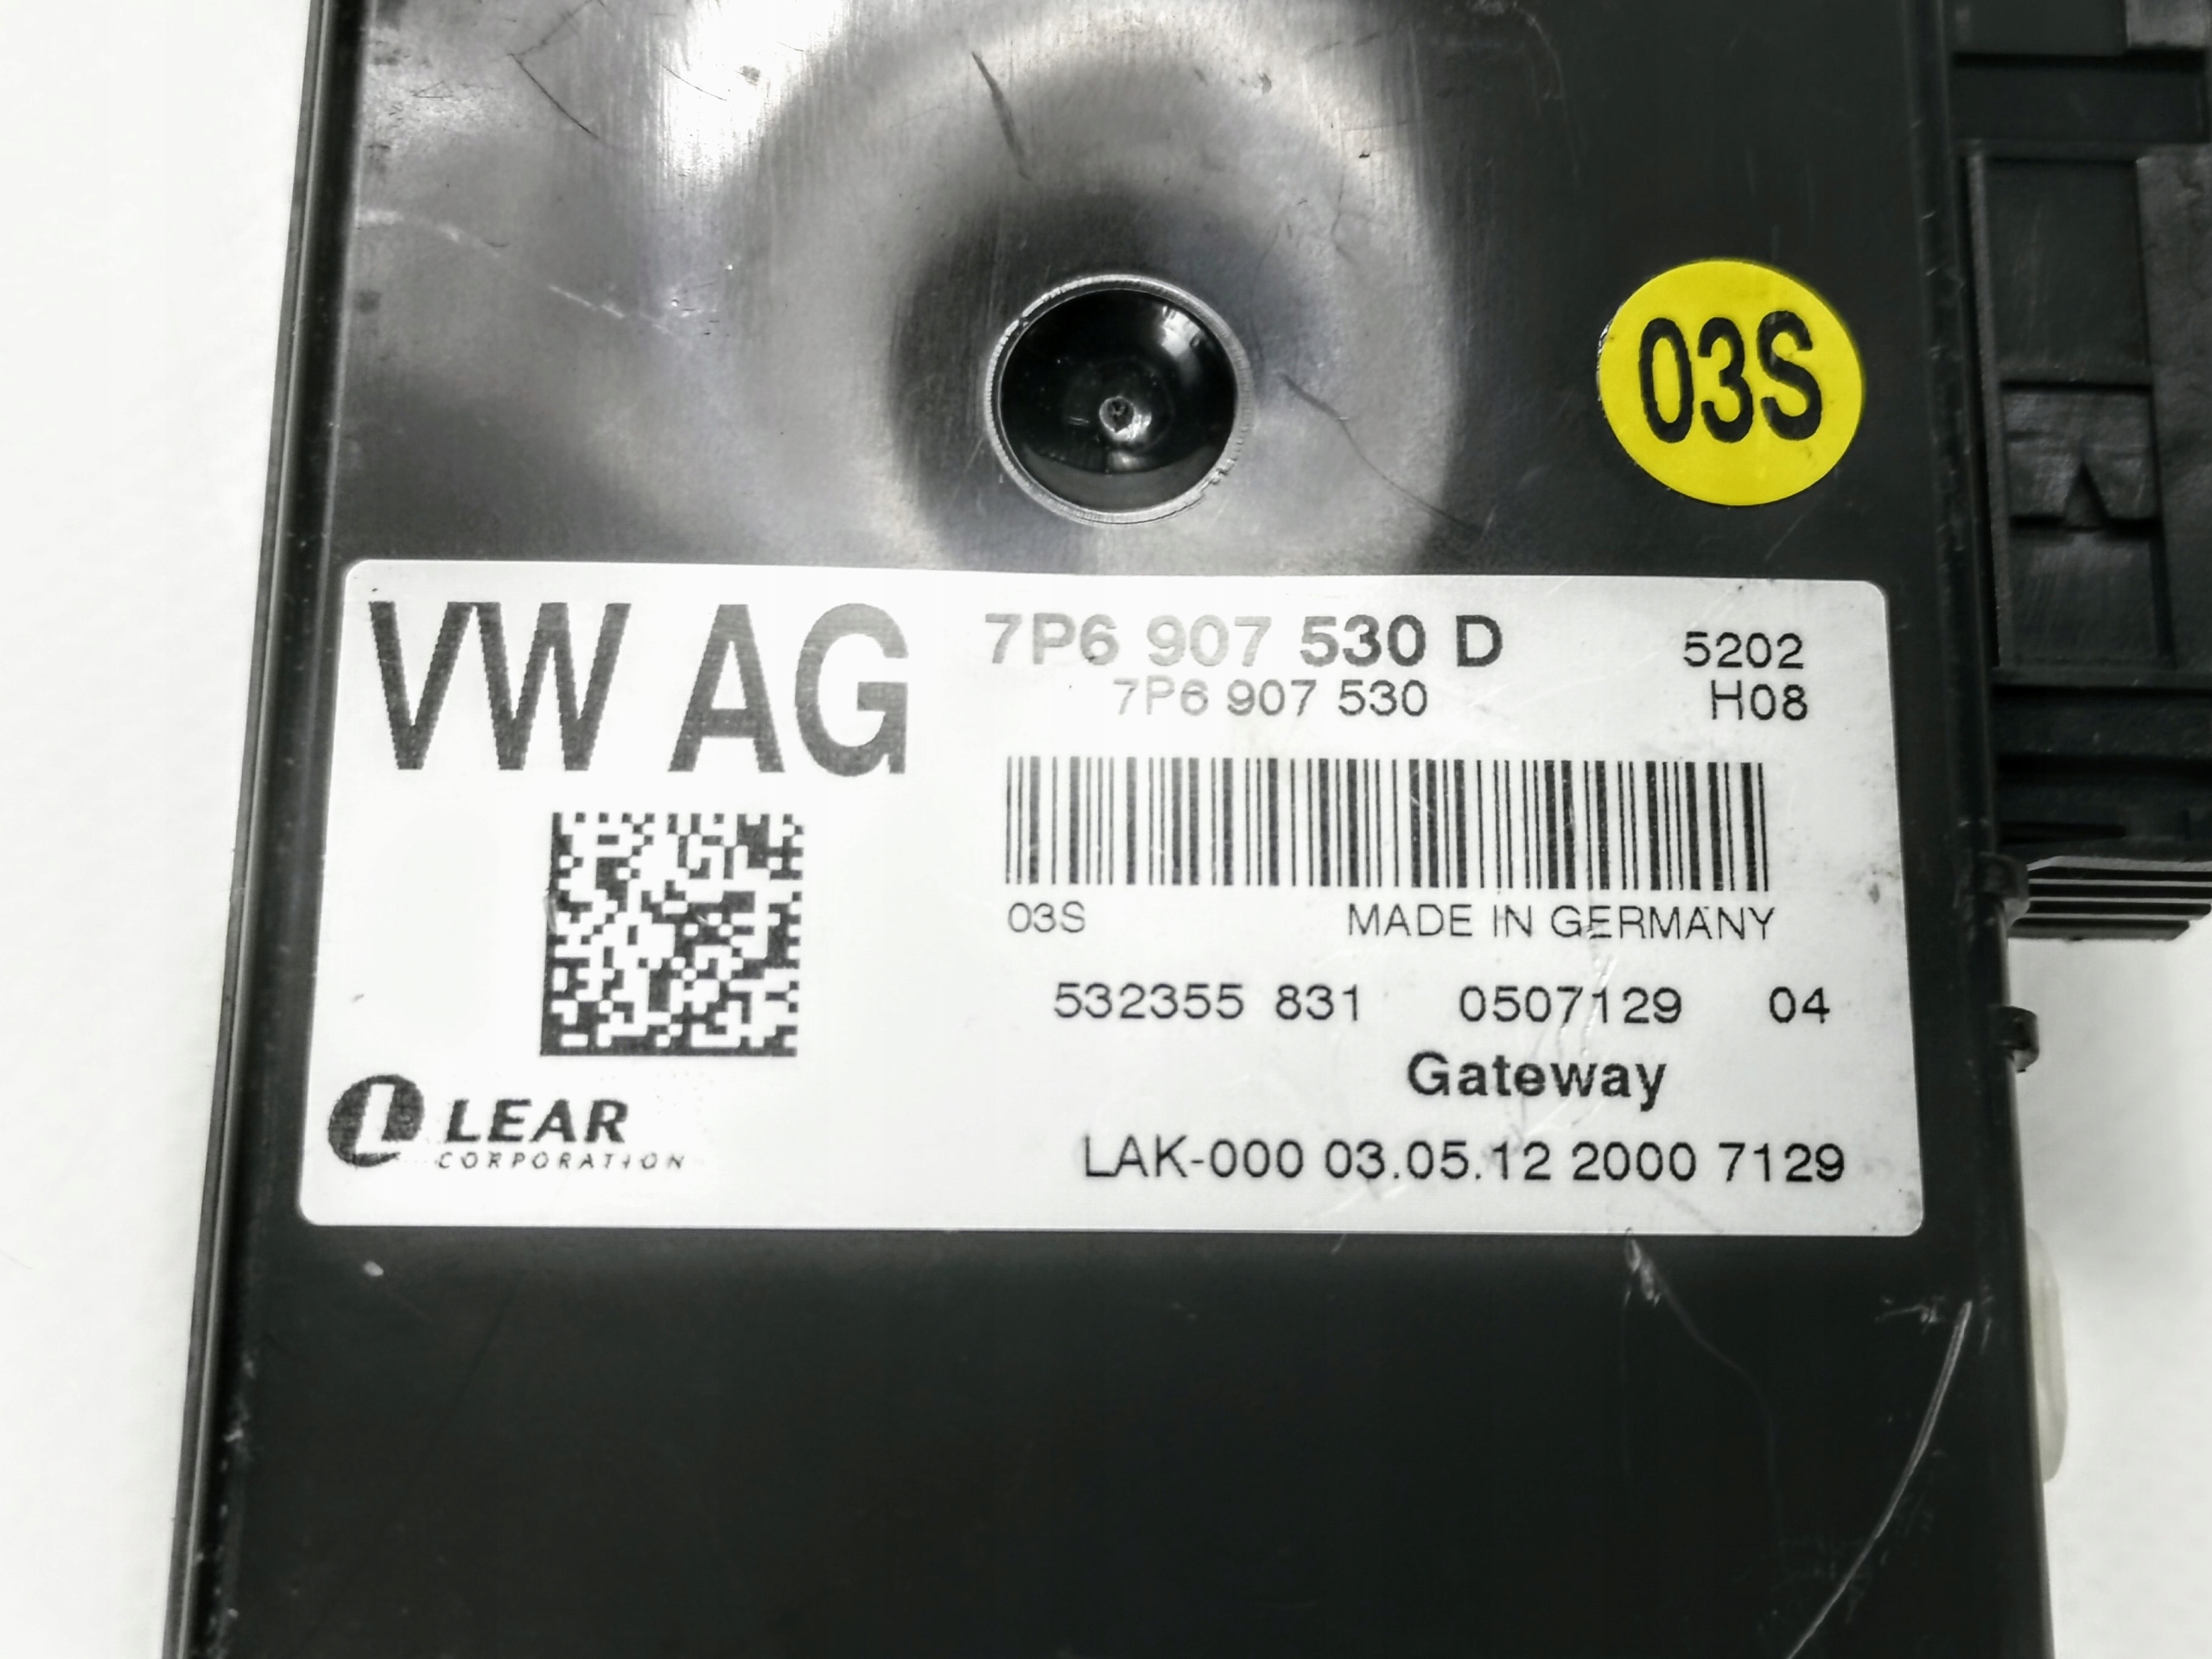 03S
VW AG
7P6 907 530 D
5202
7P6 907 530
H08
03S
MADE IN GERMANY
532355 831 0507129 04
Gateway
LEAR
CORPORATION
LAK-000 03.05.12 2000 7129